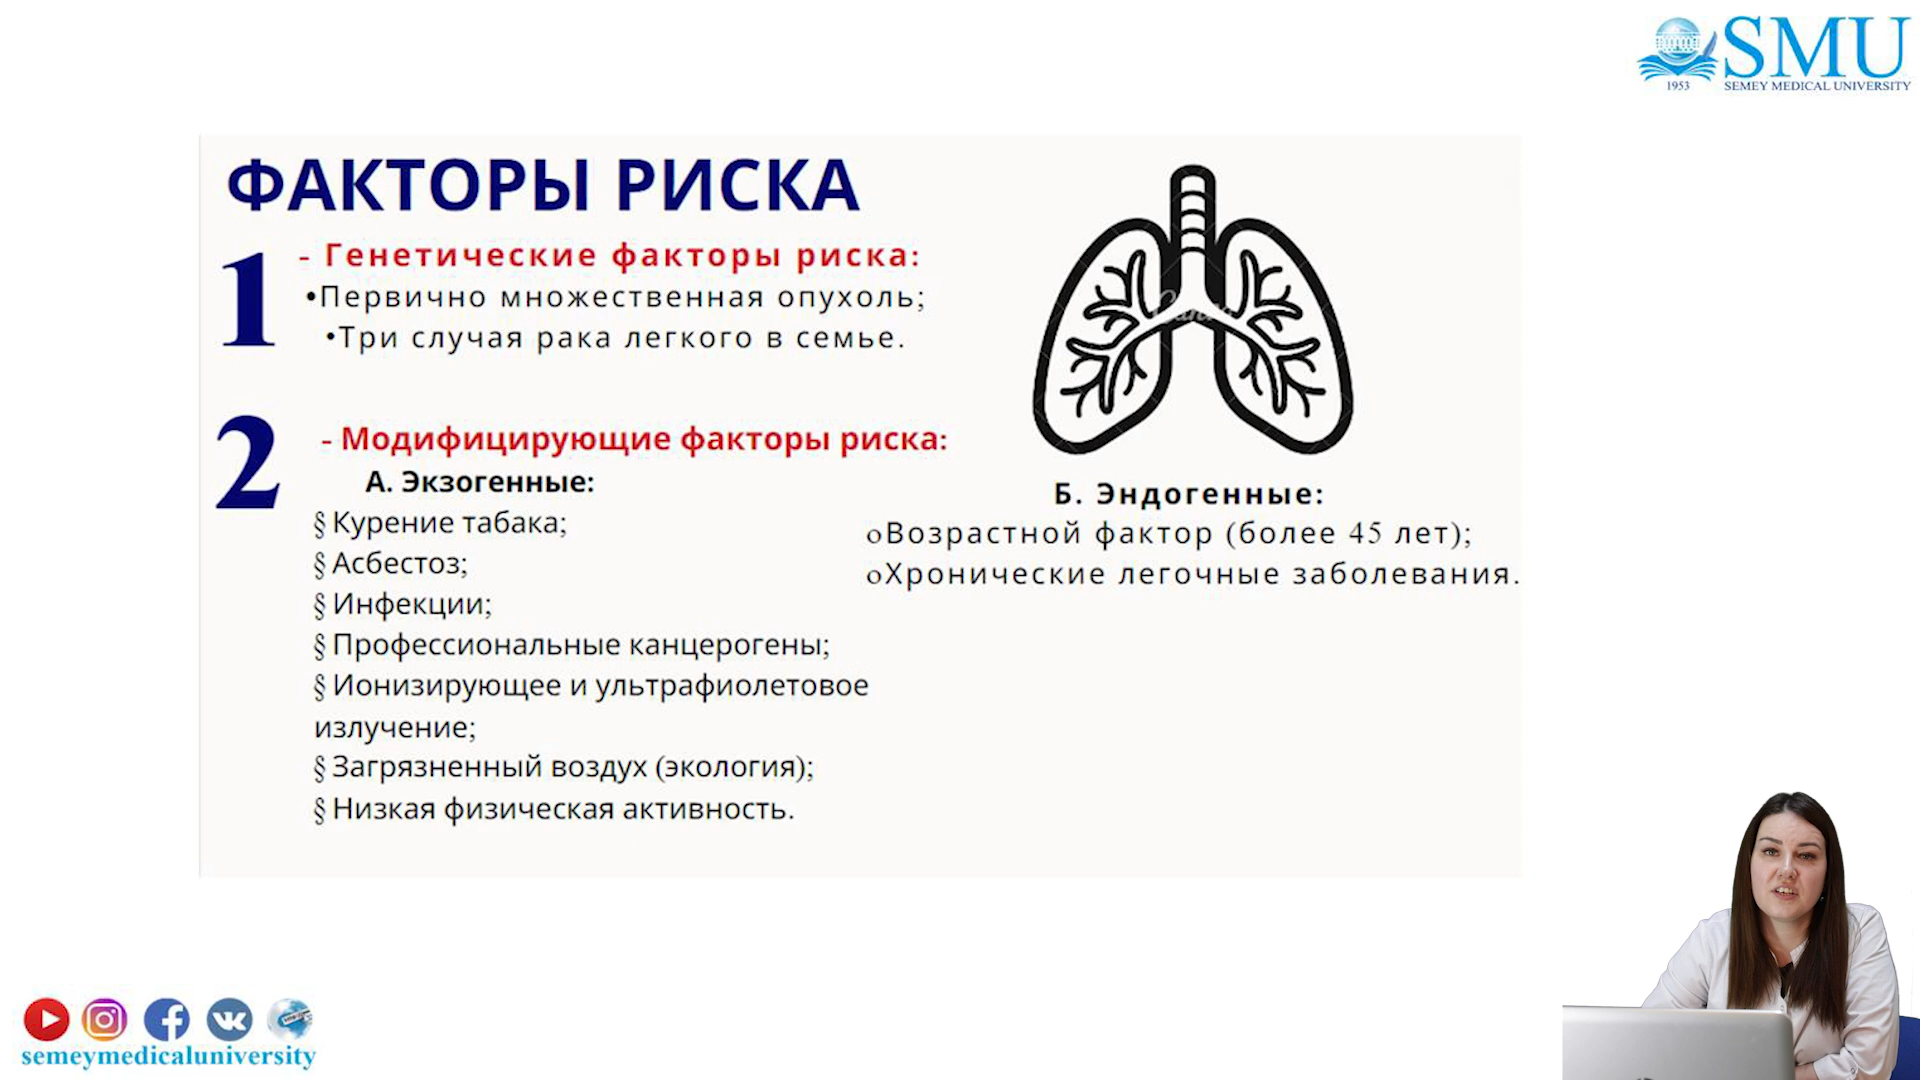 SMU
1953
SEMEY MEDICAL UNIVERSITY
ФАКТОРЫ РИСКА
1
- Генетические факторы риска:
•Первично множественная опухоль;
•Три случая рака легкого в семье.
2
- Модифицирующие факторы риска:
А. Экзогенные:
§ Курение табака;
§ Асбестоз;
§ Инфекции;
§ Профессиональные канцерогены;
§ Ионизирующее и ультрафиолетовое
излучение;
§ Загрязненный воздух (экология);
§ Низкая физическая активность.
Б. Эндогенные:
oВозрастной фактор (более 45 лет);
oХронические легочные заболевания.
semeymedicaluniversity